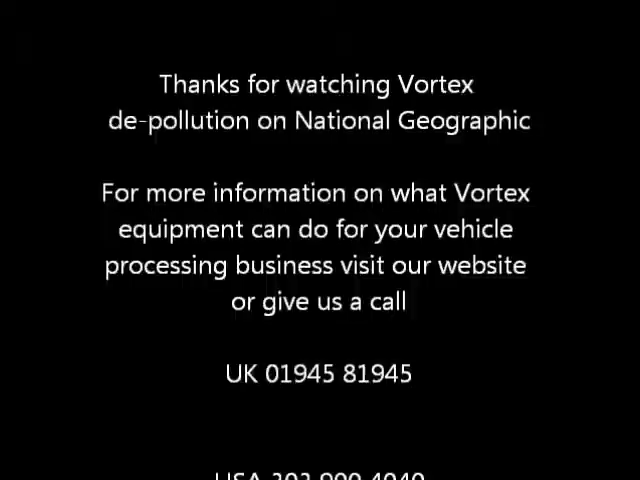 Thanks for watching Vortex
de-pollution on National Geographic
For more information on what Vortex
equipment can do for your vehicle
processing business visit our website
or give us a call
UK 01945 81945
USA